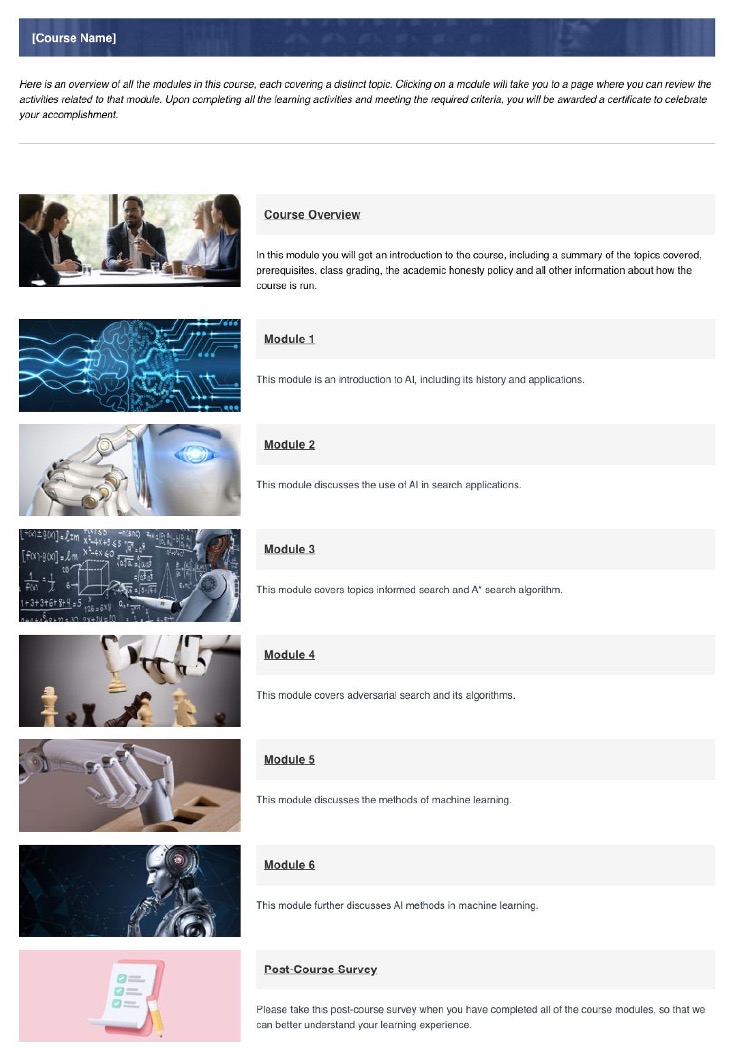 [Course Name]
Here is an overview of all the modules in this course, each covering a distinct topic. Clicking on a module will take you to a page where you can review the
activities related to that module. Upon completing all the learning activities and meeting the required criteria, you will be awarded a certificate to celebrate
your accomplishment.
Course Overview
In this module you will get an introduction to the course, including a summary of the topics covered,
prerequisites, class grading, the academic honesty policy and all other information about how the
course is run.
Module 1
This module is an introduction to AI, including its history and applications.
Module 2
This module discusses the use of AI in search applications.
Module 3
This module covers topics informed search and A* search algorithm.
Module 4
This module covers adversarial search and its algorithms.
Module 5
This module discusses the methods of machine learning.
Module 6
This module further discusses AI methods in machine learning.
Post-Course Survey
Please take this post-course survey when you have completed all of the course modules, so that we
can better understand your learning experience.